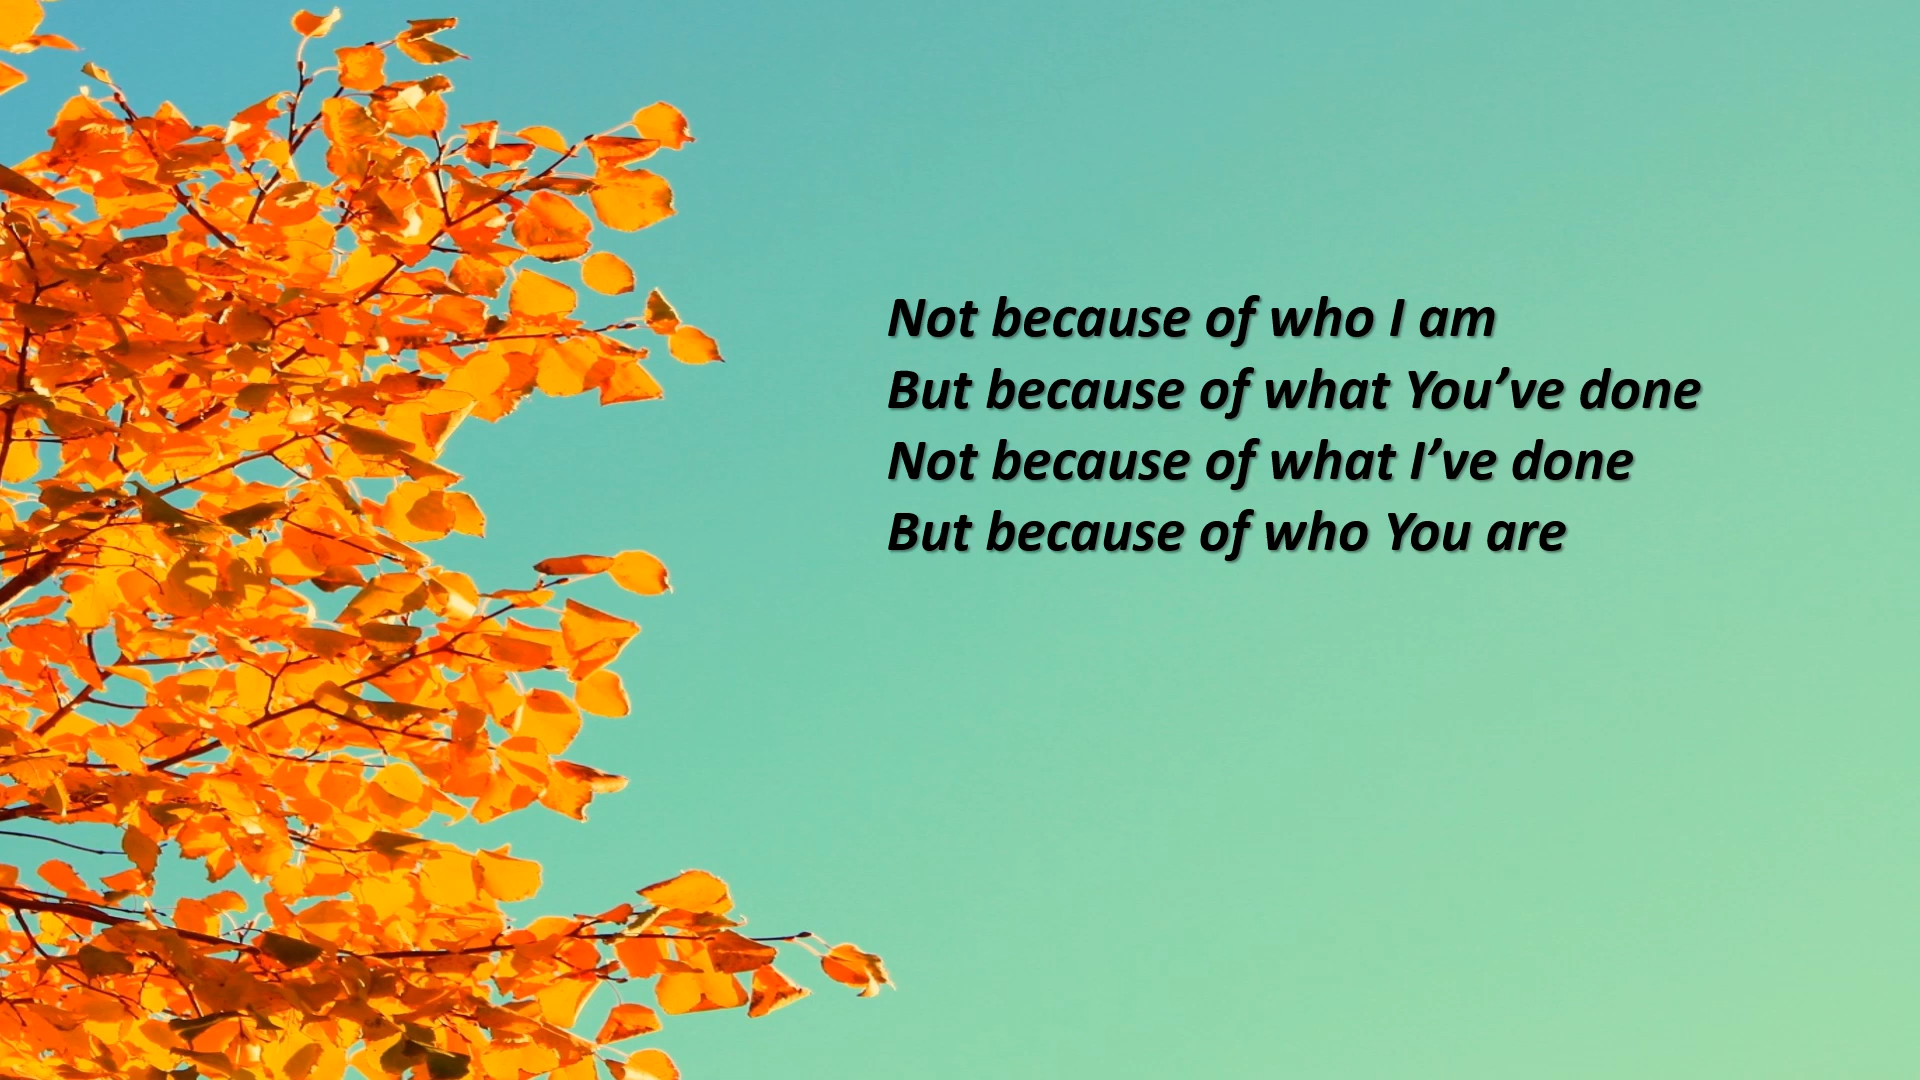 Not because of who I am
But because of what You’ve done
Not because of what I’ve done
But because of who You are